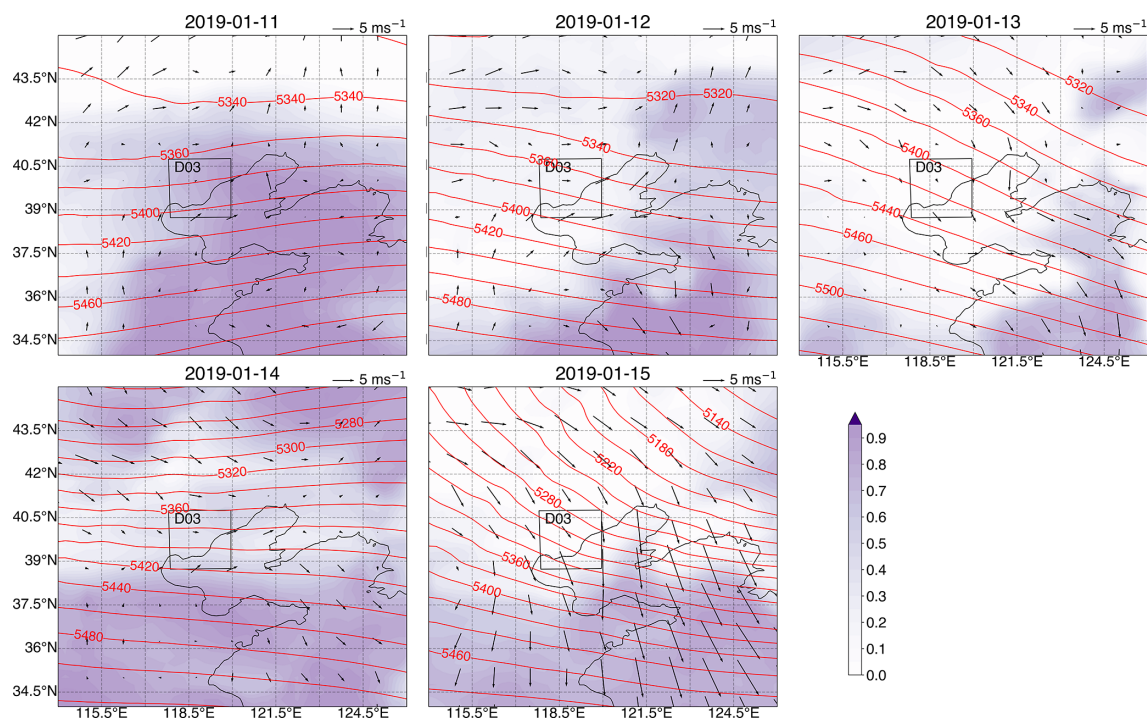 2019-01-11
5 ms⁻¹
2019-01-12
5 ms⁻¹
2019-01-13
5 ms⁻¹
43.5°N
42°N
40.5°N
39°N
37.5°N
36°N
34.5°N
5340
5340
5340
5360
D03
5400
5420
5460
5320
5320
5340
5360
D03
5400
5420
5480
5320
5340
5360
5400
D03
5440
5460
5500
115.5°E
118.5°E
121.5°E
124.5°E
2019-01-14
5 ms⁻¹
2019-01-15
5 ms⁻¹
43.5°N
42°N
40.5°N
39°N
37.5°N
36°N
34.5°N
5280
5300
5320
5360
D03
5420
5440
5480
5140
5180
5220
5280
D03
5360
5400
5460
0.9
0.8
0.7
0.6
0.5
0.4
0.3
0.2
0.1
0.0
115.5°E
118.5°E
121.5°E
124.5°E
115.5°E
118.5°E
121.5°E
124.5°E